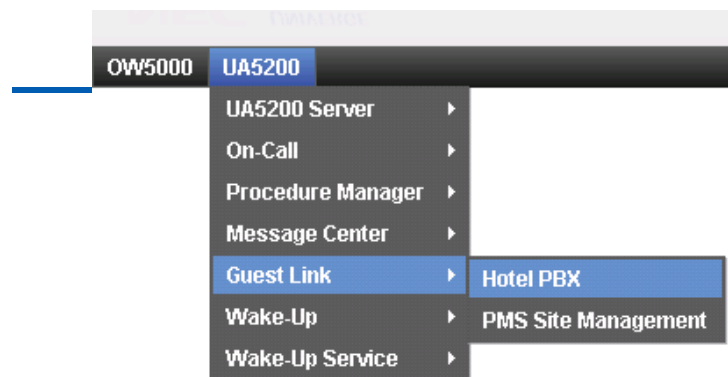 OW5000 UA5200
UA5200 Server
On-Call
Procedure Manager
Message Center
Guest Link
Hotel PBX
Wake-Up
PMS Site Management
Wake-Up Service